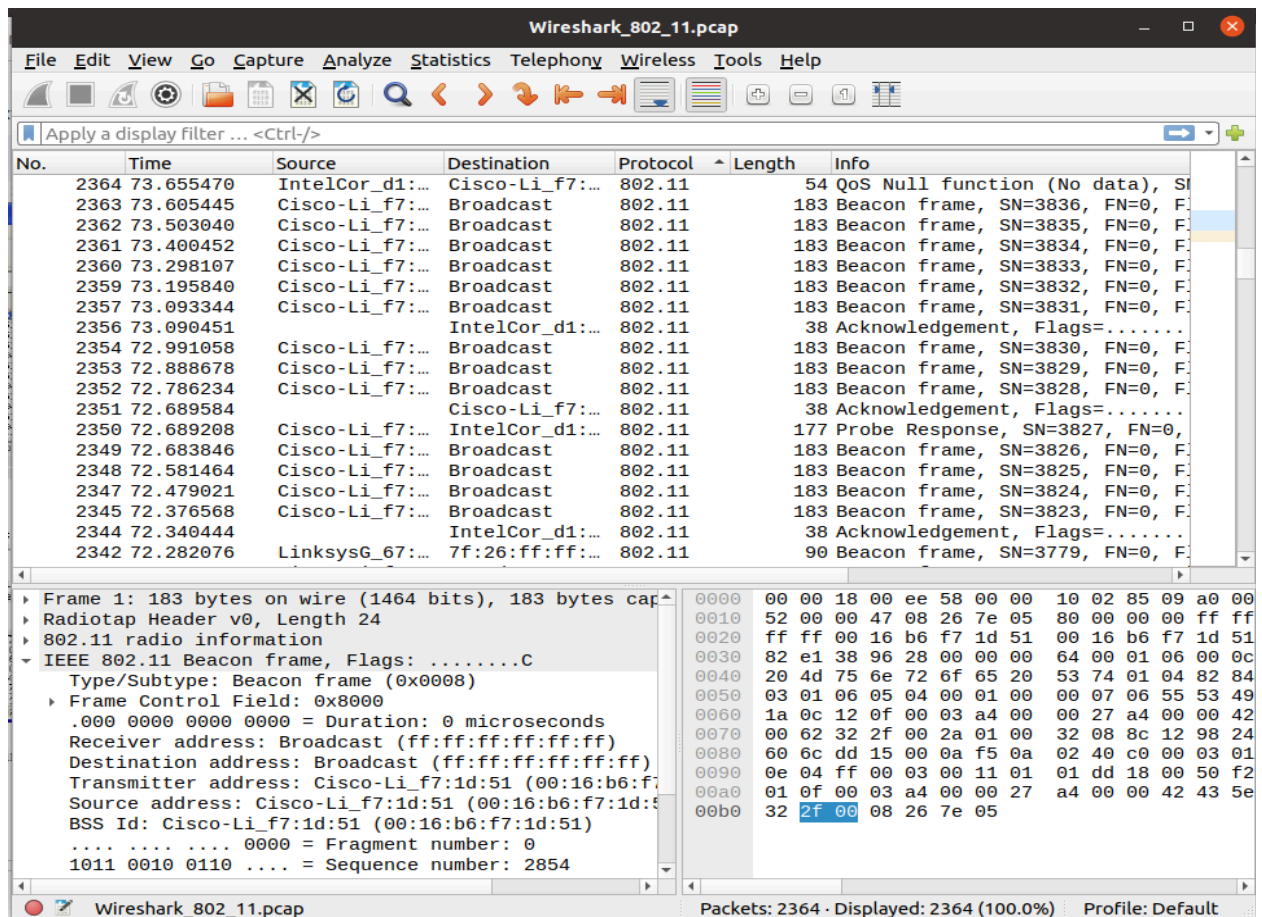 Wireshark_802_11.pcap
File Edit View Go Capture Analyze Statistics Telephony Wireless Tools Help
Apply a display filter … <Ctrl-/>
No. Time Source Destination Protocol Length Info
2364 73.655470 IntelCor_d1:… Cisco-Li_f7:… 802.11 54 QoS Null function (No data), S
2363 73.605445 Cisco-Li_f7:… Broadcast 802.11 183 Beacon frame, SN=3836, FN=0, F
2362 73.503040 Cisco-Li_f7:… Broadcast 802.11 183 Beacon frame, SN=3835, FN=0, F
2361 73.400452 Cisco-Li_f7:… Broadcast 802.11 183 Beacon frame, SN=3834, FN=0, F
2360 73.298107 Cisco-Li_f7:… Broadcast 802.11 183 Beacon frame, SN=3833, FN=0, F
2359 73.195840 Cisco-Li_f7:… Broadcast 802.11 183 Beacon frame, SN=3832, FN=0, F
2357 73.093344 Cisco-Li_f7:… Broadcast 802.11 183 Beacon frame, SN=3831, FN=0, F
2356 73.090451 IntelCor_d1:… 802.11 38 Acknowledgement, Flags=.......
2354 72.991058 Cisco-Li_f7:… Broadcast 802.11 183 Beacon frame, SN=3830, FN=0, F
2353 72.888678 Cisco-Li_f7:… Broadcast 802.11 183 Beacon frame, SN=3829, FN=0, F
2352 72.786234 Cisco-Li_f7:… Broadcast 802.11 183 Beacon frame, SN=3828, FN=0, F
2351 72.689584 Cisco-Li_f7:… 802.11 38 Acknowledgement, Flags=.......
2350 72.689208 Cisco-Li_f7:… IntelCor_d1:… 802.11 177 Probe Response, SN=3827, FN=0,
2349 72.683846 Cisco-Li_f7:… Broadcast 802.11 183 Beacon frame, SN=3826, FN=0, F
2348 72.581464 Cisco-Li_f7:… Broadcast 802.11 183 Beacon frame, SN=3825, FN=0, F
2347 72.479021 Cisco-Li_f7:… Broadcast 802.11 183 Beacon frame, SN=3824, FN=0, F
2345 72.376568 Cisco-Li_f7:… Broadcast 802.11 183 Beacon frame, SN=3823, FN=0, F
2344 72.340444 IntelCor_d1:… 802.11 38 Acknowledgement, Flags=.......
2342 72.282076 LinksysG_67:… 7f:26:ff:ff:… 802.11 90 Beacon frame, SN=3779, FN=0, F
Frame 1: 183 bytes on wire (1464 bits), 183 bytes cap
Radiotap Header v0, Length 24
802.11 radio information
IEEE 802.11 Beacon frame, Flags: ........C
Type/Subtype: Beacon frame (0x0008)
Frame Control Field: 0x8000
.000 0000 0000 0000 = Duration: 0 microseconds
Receiver address: Broadcast (ff:ff:ff:ff:ff:ff)
Destination address: Broadcast (ff:ff:ff:ff:ff:ff)
Transmitter address: Cisco-Li_f7:1d:51 (00:16:b6:f7
Source address: Cisco-Li_f7:1d:51 (00:16:b6:f7:1d:5
BSS Id: Cisco-Li_f7:1d:51 (00:16:b6:f7:1d:51)
.... .... .... 0000 = Fragment number: 0
1011 0010 0110 .... = Sequence number: 2854
0000 00 00 18 00 ee 58 00 00 10 02 85 09 a0 00
0010 52 00 00 47 08 26 7e 05 80 00 00 00 ff ff
0020 ff ff 00 16 b6 f7 1d 51 00 16 b6 f7 1d 51
0030 82 e1 38 96 28 00 00 00 64 00 01 06 00 0c
0040 20 4d 75 6e 72 6f 65 20 53 74 01 04 82 84
0050 03 01 06 05 04 00 01 00 00 07 06 55 53 49
0060 1a 0c 12 0f 00 03 a4 00 00 27 a4 00 00 42
0070 00 62 32 2f 00 2a 01 00 32 08 8c 12 98 24
0080 60 6c dd 15 00 0a f5 0a 02 40 c0 00 03 01
0090 0e 04 ff 00 03 00 11 01 01 dd 18 00 50 f2
00a0 01 0f 00 03 a4 00 00 27 a4 00 00 42 43 5e
00b0 32 2f 00 08 26 7e 05
Wireshark_802_11.pcap Packets: 2364 · Displayed: 2364 (100.0%) Profile: Default